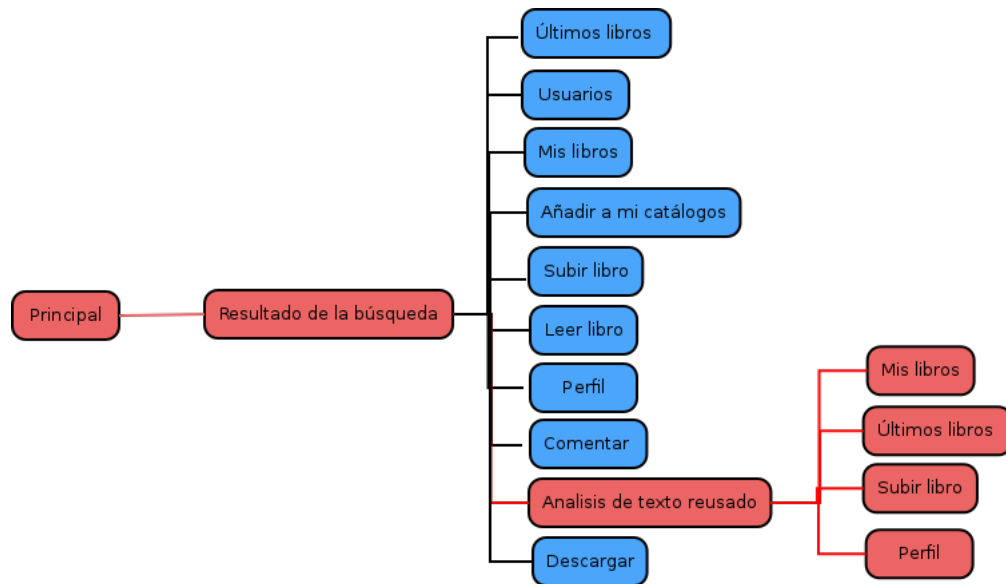 Principal
Resultado de la búsqueda
Últimos libros
Usuarios
Mis libros
Añadir a mi catálogos
Subir libro
Leer libro
Perfil
Comentar
Analisis de texto reusado
Descargar
Mis libros
Últimos libros
Subir libro
Perfil